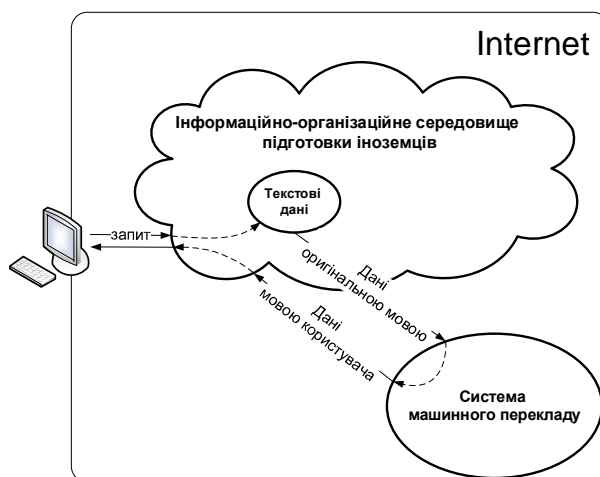 Internet
Інформаційно-організаційне середовище
підготовки іноземців
Текстові
дані
запит
Дані
оригінальною мовою
Дані
мовою користувача
Система
машинного перекладу